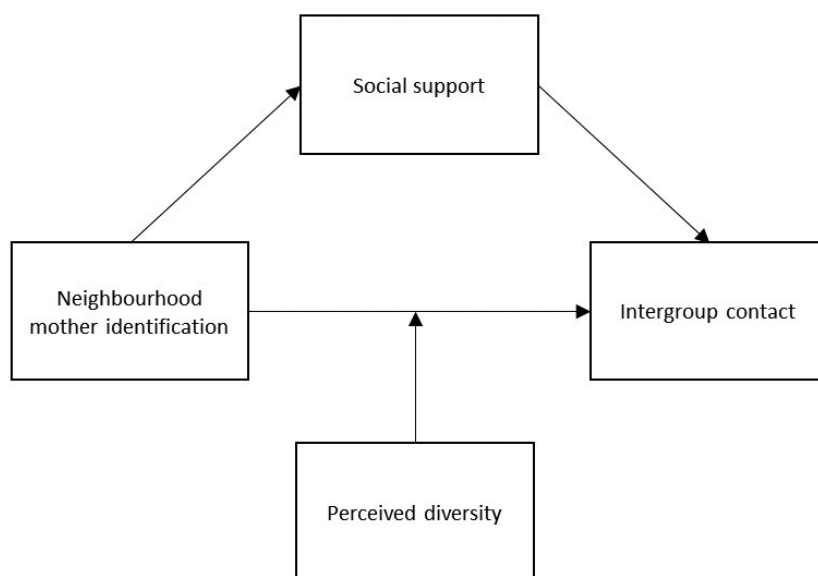 Social support
Neighbourhood
mother identification
Intergroup contact
Perceived diversity